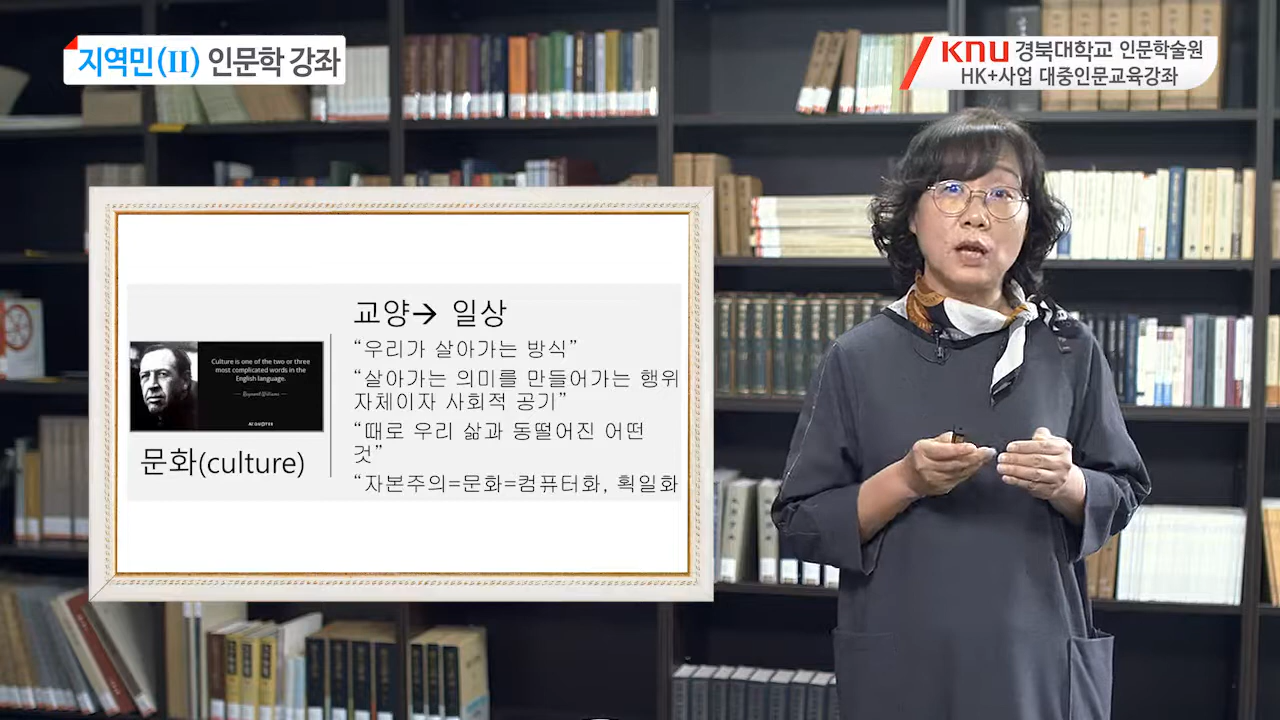 지역민(II) 인문학 강좌
KNU 경북대학교 인문학술원
HK+사업 대중인문교육강좌
교양→ 일상
“우리가 살아가는 방식”
“살아가는 의미를 만들어가는 행위
자체이자 사회적 공기”
“때로 우리 삶과 동떨어진 어떤
것”
“자본주의=문화=컴퓨터화, 획일화
Culture is one of the two or three
most complicated words in the
English language.
Raymond Williams
AZ QUOTES
문화(culture)